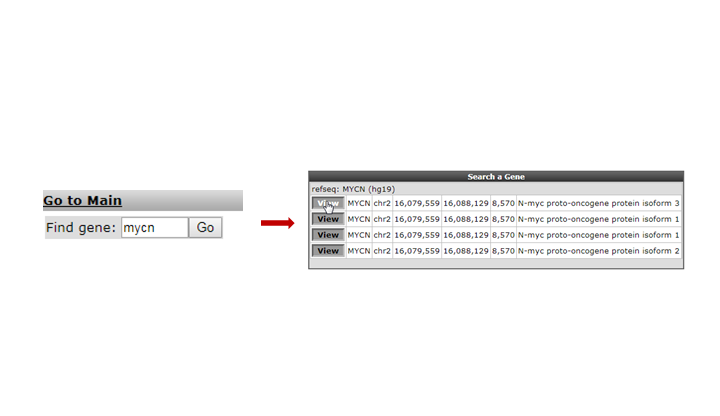 Go to Main
Find gene: mycn Go
Search a Gene
refseq: MYCN (hg19)
View MYCN chr2 16,079,559 16,088,129 8,570 N-myc proto-oncogene protein isoform 3
View MYCN chr2 16,079,559 16,088,129 8,570 N-myc proto-oncogene protein isoform 1
View MYCN chr2 16,079,559 16,088,129 8,570 N-myc proto-oncogene protein isoform 1
View MYCN chr2 16,079,559 16,088,129 8,570 N-myc proto-oncogene protein isoform 2